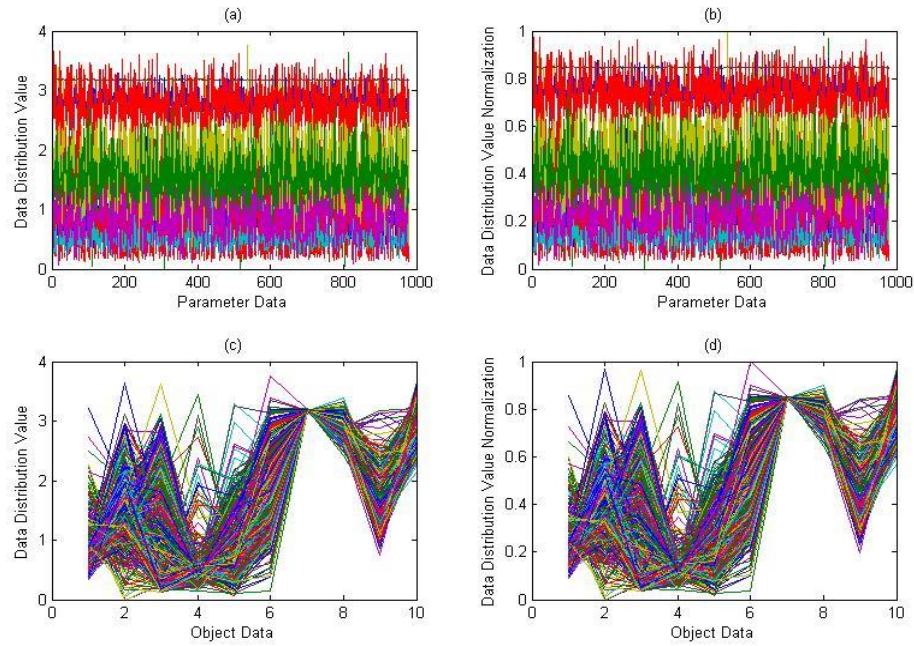 (a)
Data Distribution Value
4
3
2
1
0
0 200 400 600 800 1000
Parameter Data
(b)
Data Distribution Value Normalization
1
0.8
0.6
0.4
0.2
0
0 200 400 600 800 1000
Parameter Data
(c)
Data Distribution Value
4
3
2
1
0
0 2 4 6 8 10
Object Data
(d)
Data Distribution Value Normalization
1
0.8
0.6
0.4
0.2
0
0 2 4 6 8 10
Object Data